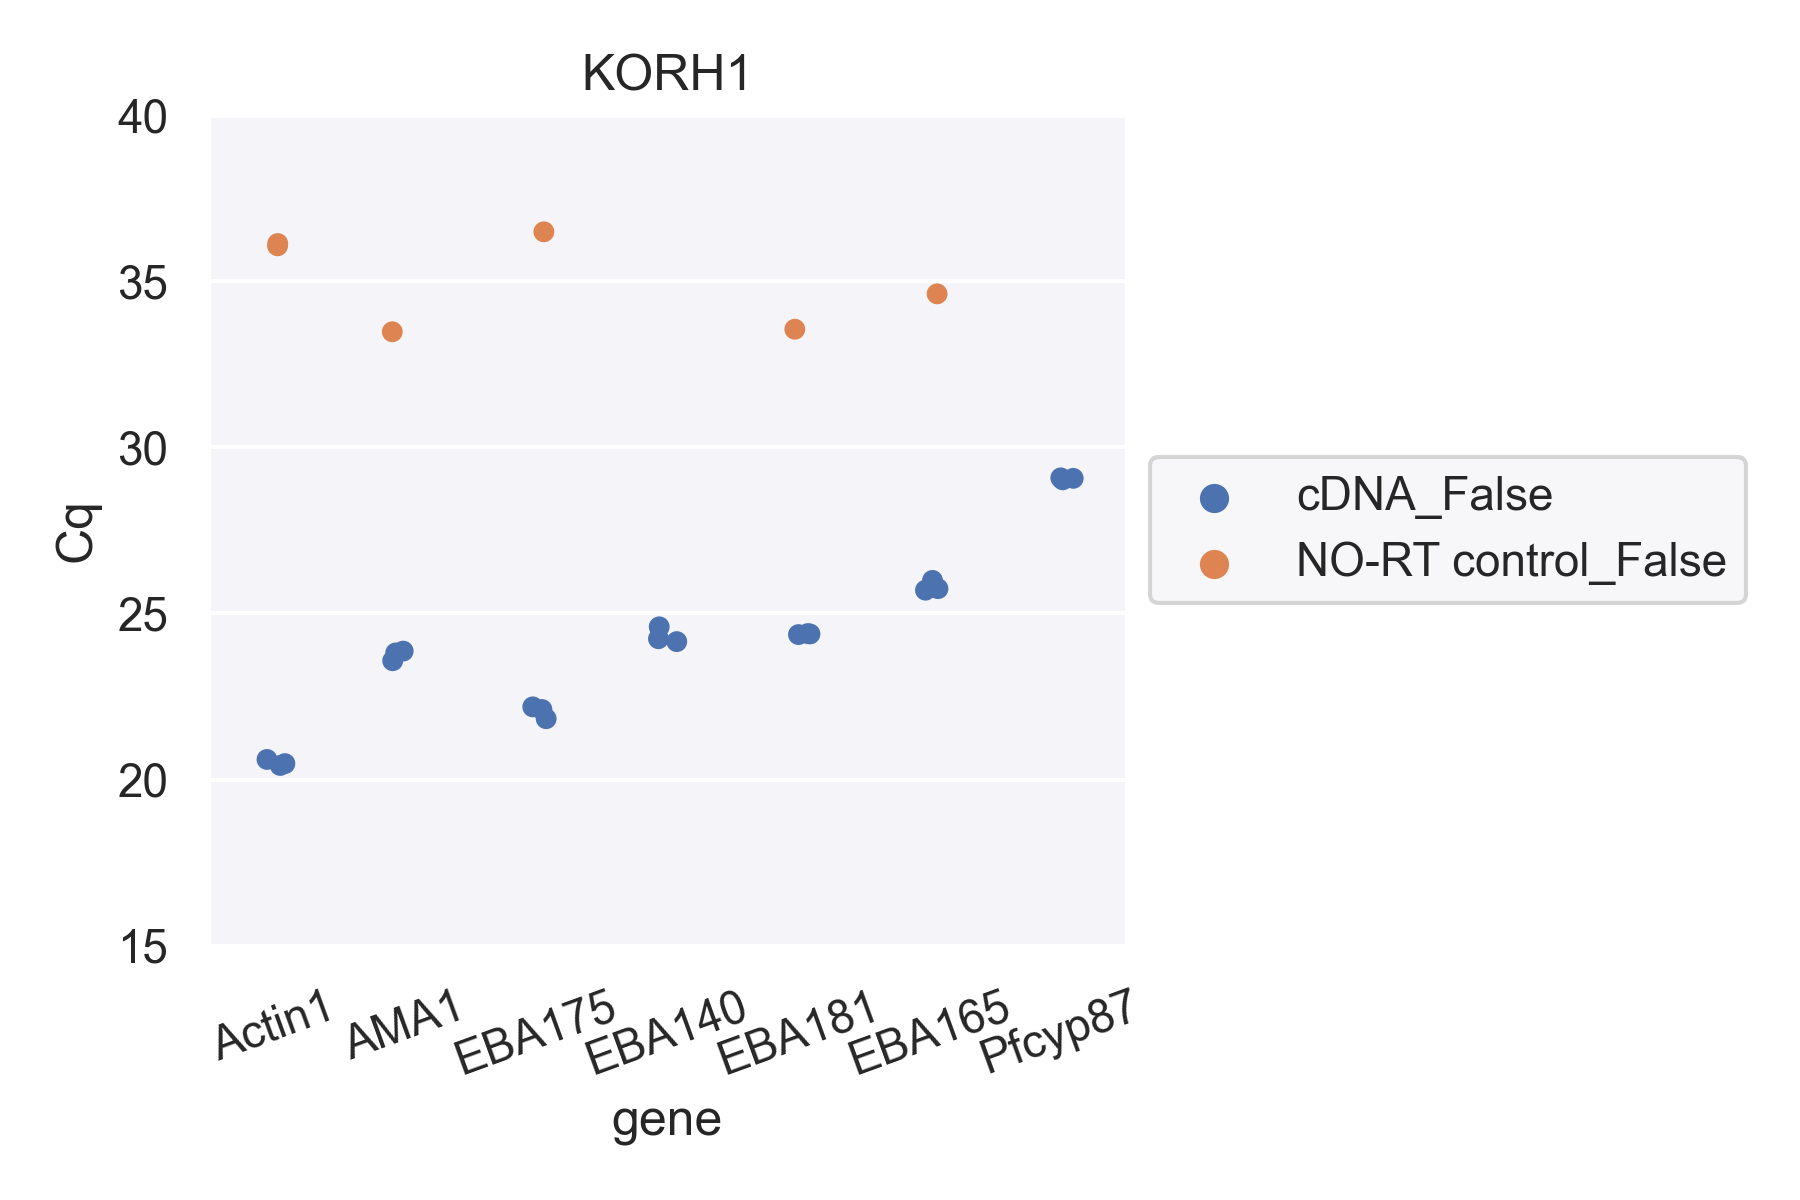 KORH1
40
35
30
25
20
15
Cq
Actin1
AMA1
EBA175
EBA140
EBA181
EBA165
Pfcyp87
gene
cDNA_False
NO-RT control_False